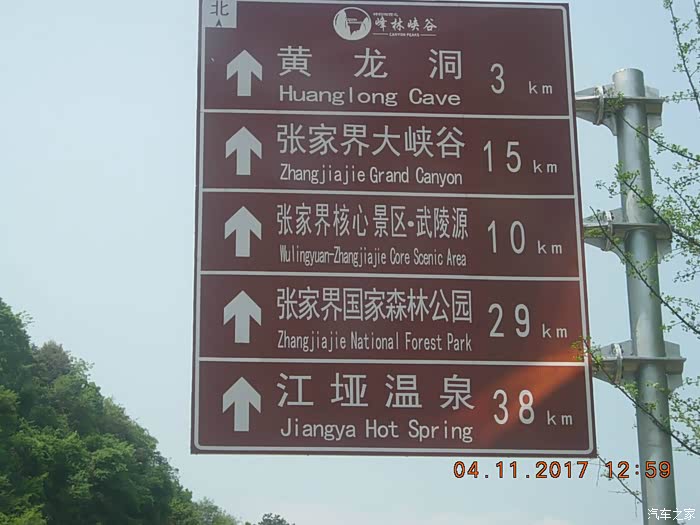 北
峰林峡谷
CANYON PEAKS
黄龙洞 3 km
Huanglong Cave
张家界大峡谷 15 km
Zhangjiajie Grand Canyon
张家界核心景区·武陵源 10 km
Wulingyuan-Zhangjiajie Core Scenic Area
张家界国家森林公园 29 km
Zhangjiajie National Forest Park
江垭温泉 38 km
Jiangya Hot Spring
04.11.2017 12:59
汽车之家